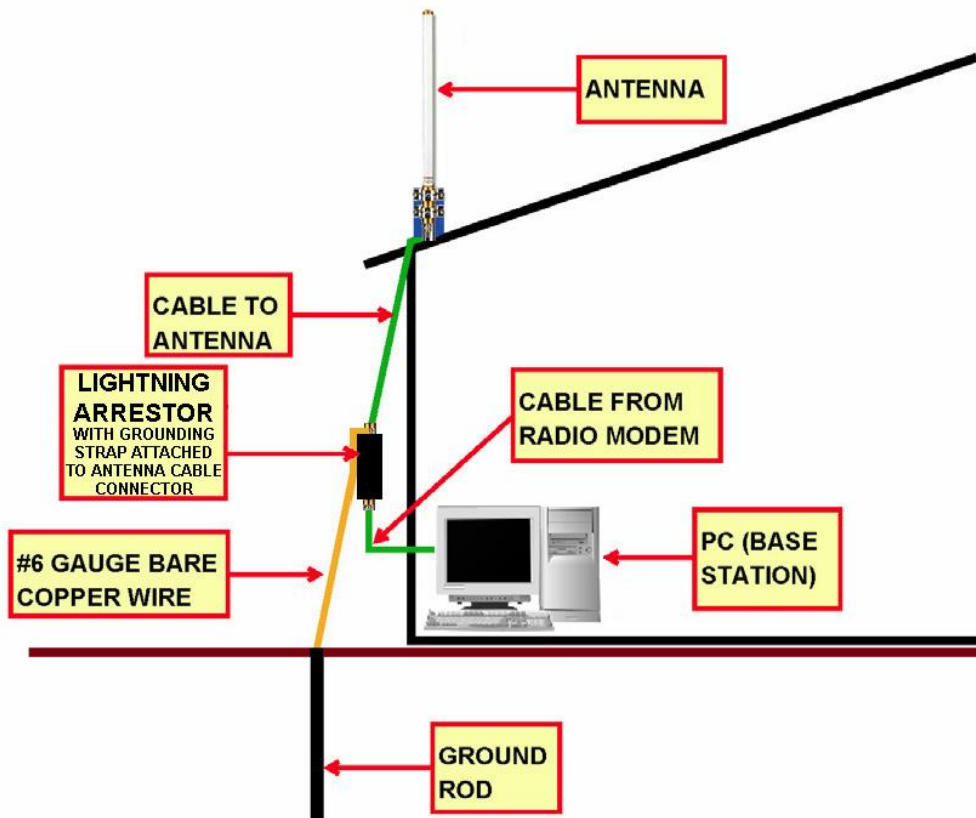 ANTENNA
CABLE TO
ANTENNA
LIGHTNING
ARRESTOR
WITH GROUNDING
STRAP ATTACHED
TO ANTENNA CABLE
CONNECTOR
CABLE FROM
RADIO MODEM
#6 GAUGE BARE
COPPER WIRE
PC (BASE
STATION)
GROUND
ROD